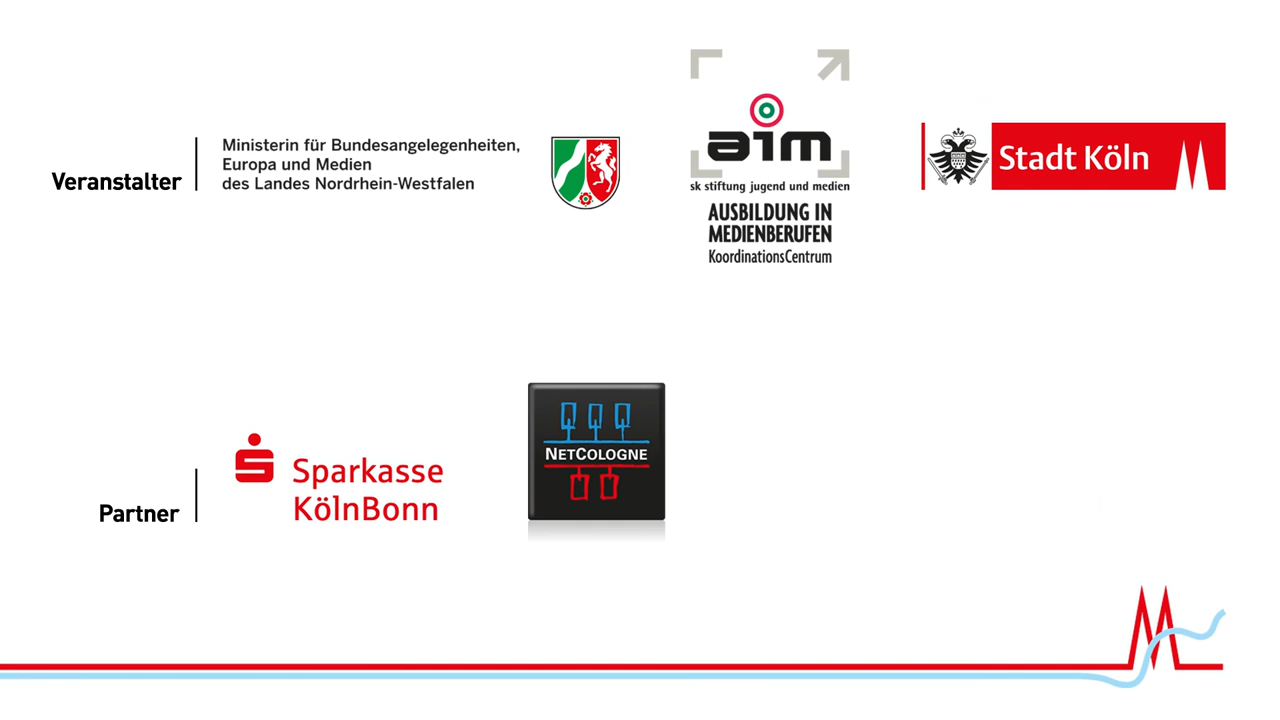 Veranstalter
Ministerin für Bundesangelegenheiten,
Europa und Medien
des Landes Nordrhein-Westfalen
aim
sk stiftung jugend und medien
AUSBILDUNG IN
MEDIENBERUFEN
KoordinationsCentrum
Stadt Köln
Partner
Sparkasse
KölnBonn
NETCOLOGNE